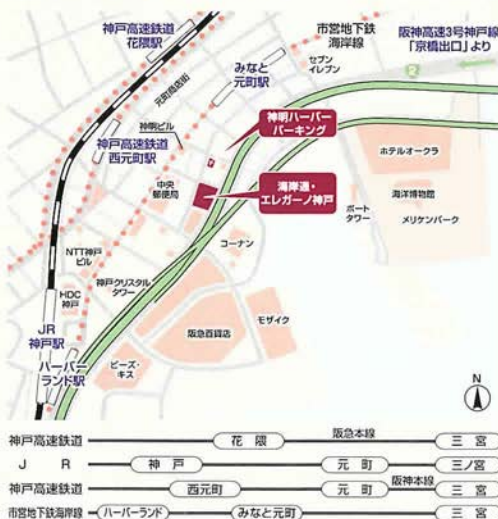 神戸高速鉄道
花隈駅
市営地下鉄
海岸線
阪神高速3号神戸線
「京橋出口」より
2
セブン
イレブン
みなと
元町駅
元町商店街
神明ビル
神戸高速鉄道
西元町駅
神明ハーバー
パーキング
P
中央
郵便局
海岸通・
エレガーノ神戸
ホテルオークラ
海洋博物館
メリケンパーク
ポート
タワー
コーナン
NTT神戸
ビル
神戸クリスタル
タワー
HDC
神戸
JR
神戸駅
ハーバー
ランド駅
阪急百貨店
モザイク
ビーズ・
キス
N
神戸高速鉄道 花隈 阪急本線 三宮
JR 神戸 元町 三ノ宮
神戸高速鉄道 西元町 元町 阪神本線 三宮
市営地下鉄海岸線 ハーバーランド みなと元町 三宮